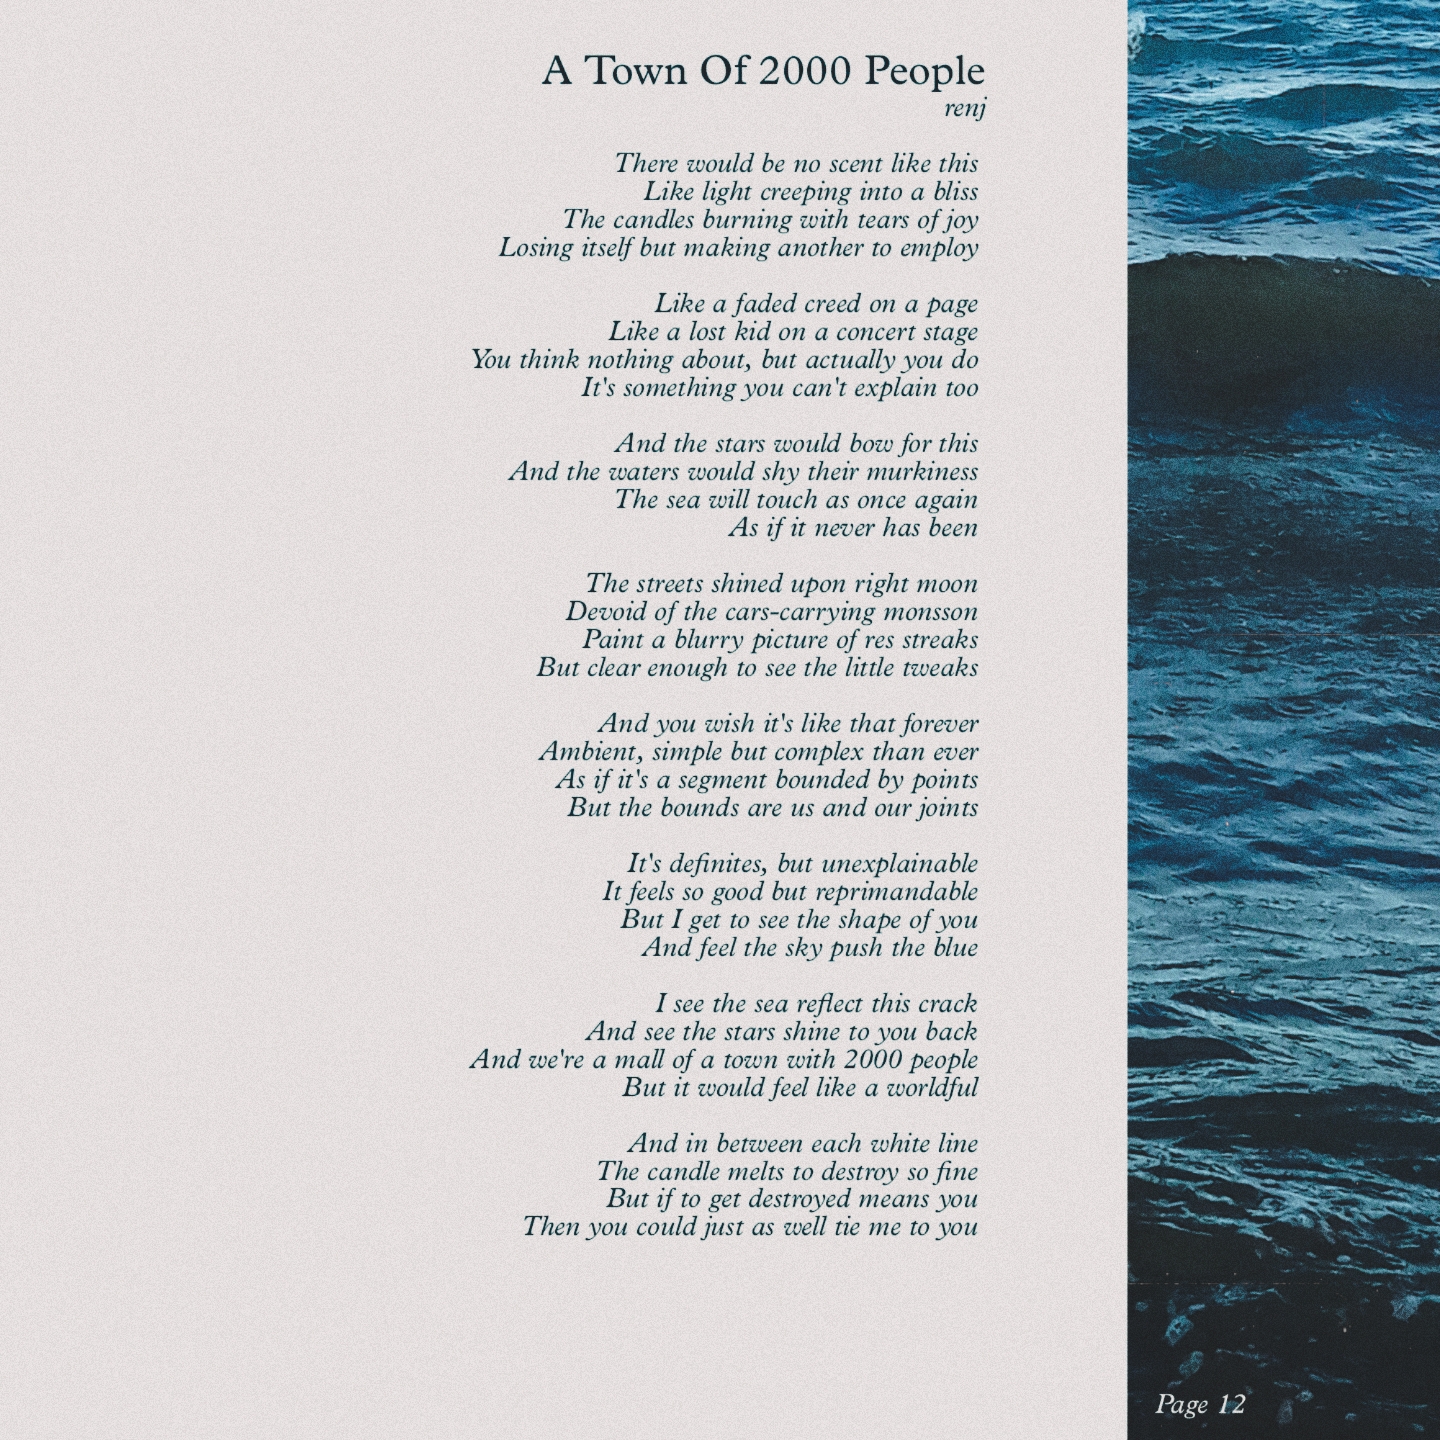 A Town Of 2000 People
renj
There would be no scent like this
Like light creeping into a bliss
The candles burning with tears of joy
Losing itself but making another to employ
Like a faded creed on a page
Like a lost kid on a concert stage
You think nothing about, but actually you do
It's something you can't explain too
And the stars would bow for this
And the waters would shy their murkiness
The sea will touch as once again
As if it never has been
The streets shined upon right moon
Devoid of the cars-carrying monsson
Paint a blurry picture of res streaks
But clear enough to see the little tweaks
And you wish it's like that forever
Ambient, simple but complex than ever
As if it's a segment bounded by points
But the bounds are us and our joints
It's definites, but unexplainable
It feels so good but reprimandable
But I get to see the shape of you
And feel the sky push the blue
I see the sea reflect this crack
And see the stars shine to you back
And we're a mall of a town with 2000 people
But it would feel like a worldful
And in between each white line
The candle melts to destroy so fine
But if to get destroyed means you
Then you could just as well tie me to you
Page 12